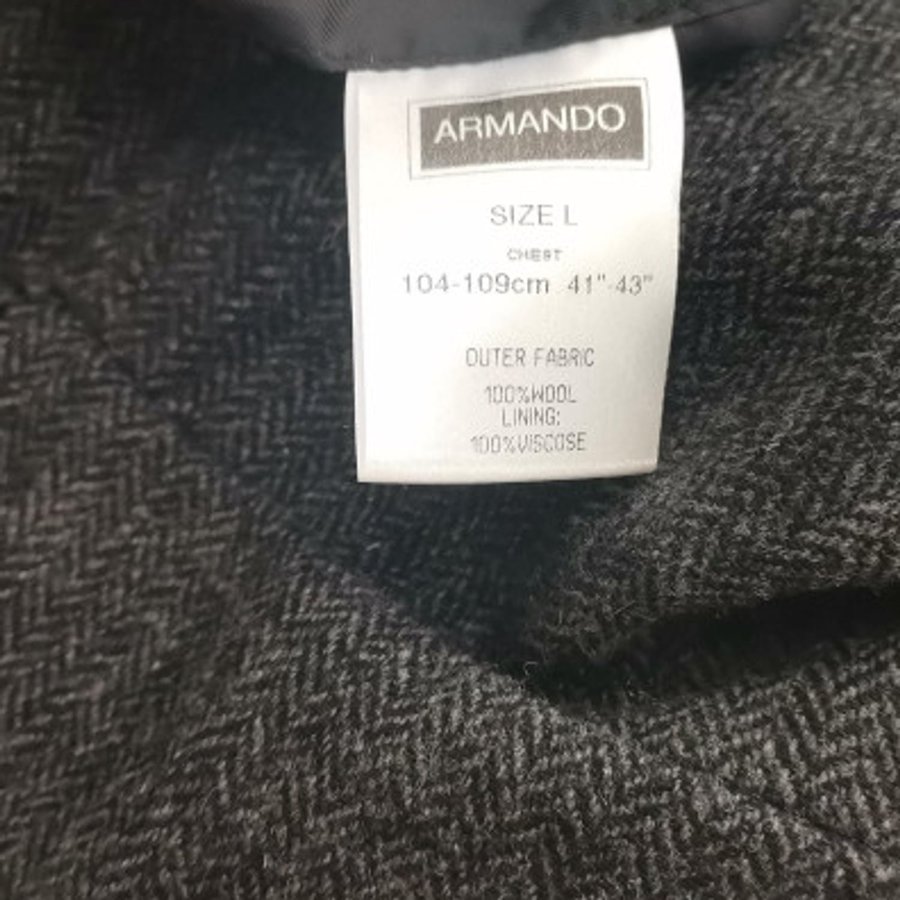 ARMANDO
SIZE L
CHEST
104-109cm 41"-43"
OUTER FABRIC
100%WOOL
LINING:
100%VISCOSE